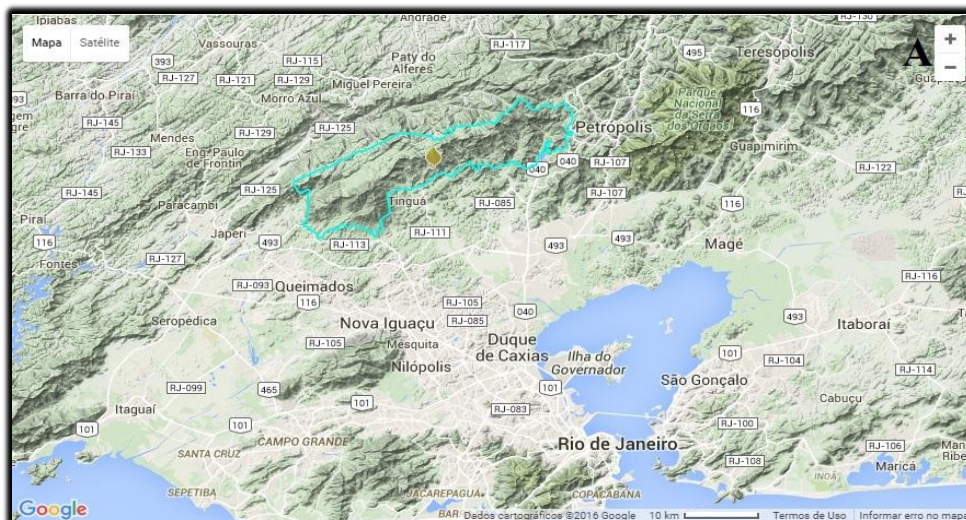 Ipiabas
Andrade
RJ-130
Mapa Satélite
Vassouras
RJ-117
A
+
−
393
RJ-115
Paty do
Alferes
495
Teresópolis
RJ-127
RJ-121
RJ-129
Miguel Pereira
Barra do Piraí
Morro Azul
Parque
Nacional
da Serra
dos Órgãos
116
RJ-145
RJ-129
RJ-125
Petrópolis
Mendes
Guapimirim
RJ-133
Eng. Paulo
de Frontin
040
040
RJ-107
RJ-122
RJ-145
RJ-125
RJ-107
Paracambi
Tinguá
RJ-085
Piraí
116
Japeri
493
RJ-113
RJ-111
493
493
Magé
Fontes
RJ-127
RJ-116
RJ-093
Queimados
116
RJ-105
040
493
Seropédica
Nova Iguaçu
RJ-085
Itaboraí
RJ-105
Mesquita
Duque
de Caxias
Ilha do
Governador
101
RJ-104
Nilópolis
RJ-099
465
101
São Gonçalo
RJ-114
Itaguaí
101
RJ-083
Cabuçu
101
101
CAMPO GRANDE
RJ-100
SANTA CRUZ
Rio de Janeiro
RJ-106
RJ-108
Maricá
INOÃ
SEPETIBA
JACAREPAGUÁ
COPACABANA
Google
Dados cartográficos ©2016 Google 10 km Termos de Uso Informar erro no mapa